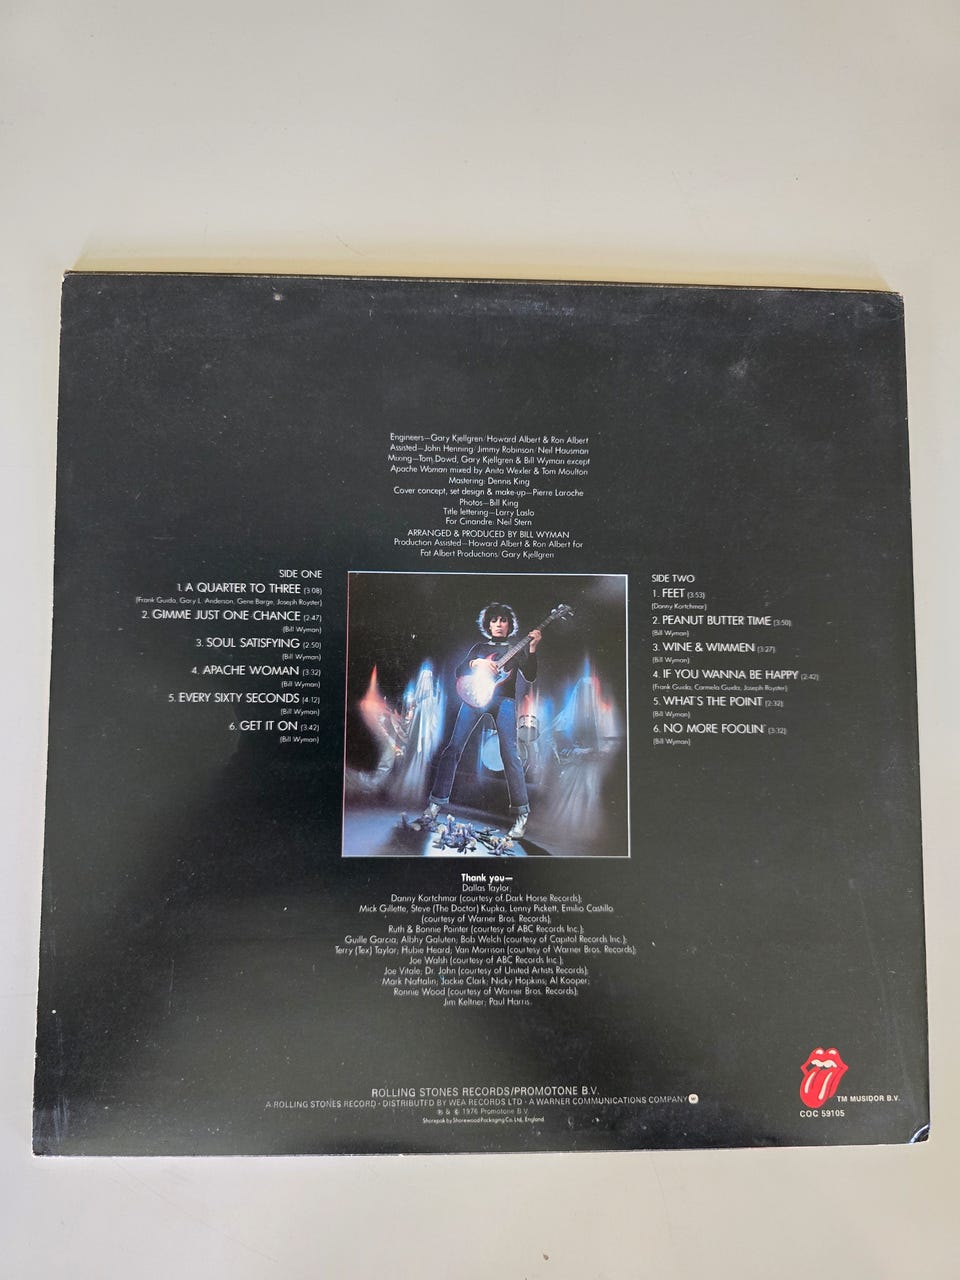 Engineers—Gary Kjellgren/Howard Albert & Ron Albert
Assisted—John Henning/Jimmy Robinson/Neil Hausman
Mixing—Tom Dowd, Gary Kjellgren & Bill Wyman except
Apache Woman mixed by Anita Wexler & Tom Moulton
Mastering: Dennis King
Cover concept, set design & make-up—Pierre Laroche
Photos—Bill King
Title lettering—Larry Laslo
For Cinandre: Neil Stern
ARRANGED & PRODUCED BY BILL WYMAN
Production Assisted—Howard Albert & Ron Albert for
Fat Albert Productions/Gary Kjellgren
SIDE ONE
1. A QUARTER TO THREE (3:08)
(Frank Guida, Gary L. Anderson, Gene Barge, Joseph Royster)
2. GIMME JUST ONE CHANCE (2:47)
(Bill Wyman)
3. SOUL SATISFYING (2:50)
(Bill Wyman)
4. APACHE WOMAN (3:32)
(Bill Wyman)
5. EVERY SIXTY SECONDS (4:12)
(Bill Wyman)
6. GET IT ON (3:42)
(Bill Wyman)
SIDE TWO
1. FEET (3:53)
(Danny Kortchmar)
2. PEANUT BUTTER TIME (3:50)
(Bill Wyman)
3. WINE & WIMMEN (3:27)
(Bill Wyman)
4. IF YOU WANNA BE HAPPY (2:42)
(Frank Guida, Carmela Guida, Joseph Royster)
5. WHAT'S THE POINT (2:32)
(Bill Wyman)
6. NO MORE FOOLIN' (3:32)
(Bill Wyman)
Thank you—
Dallas Taylor;
Danny Kortchmar (courtesy of Dark Horse Records);
Mick Gillette, Steve (The Doctor) Kupka, Lenny Pickett, Emilio Castillo
(courtesy of Warner Bros. Records);
Ruth & Bonnie Pointer (courtesy of ABC Records Inc.);
Guille Garcia; Albhy Galuten; Bob Welch (courtesy of Capitol Records Inc.);
Terry (Tex) Taylor; Hubie Heard; Van Morrison (courtesy of Warner Bros. Records);
Joe Walsh (courtesy of ABC Records Inc.);
Joe Vitale; Dr. John (courtesy of United Artists Records);
Mark Naftalin; Jackie Clark; Nicky Hopkins; Al Kooper;
Ronnie Wood (courtesy of Warner Bros. Records);
Jim Keltner; Paul Harris.
ROLLING STONES RECORDS/PROMOTONE B.V.
A ROLLING STONES RECORD · DISTRIBUTED BY WEA RECORDS LTD · A WARNER COMMUNICATIONS COMPANY
℗ & © 1976 Promotone B.V.
Shorepak by Shorewood Packaging Co. Ltd., England
TM MUSIDOR B.V.
COC 59105